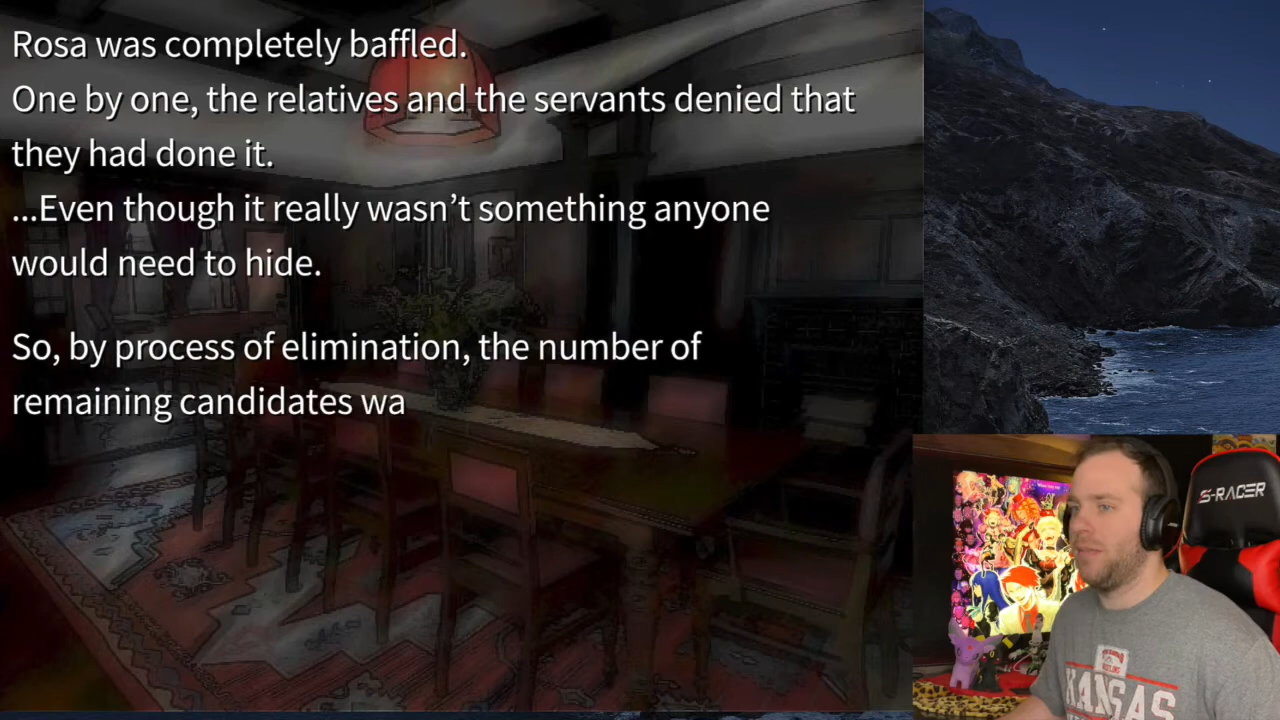 Rosa was completely baffled.
One by one, the relatives and the servants denied that
they had done it.
...Even though it really wasn’t something anyone
would need to hide.
So, by process of elimination, the number of
remaining candidates wa
S-RACER
KANSAS